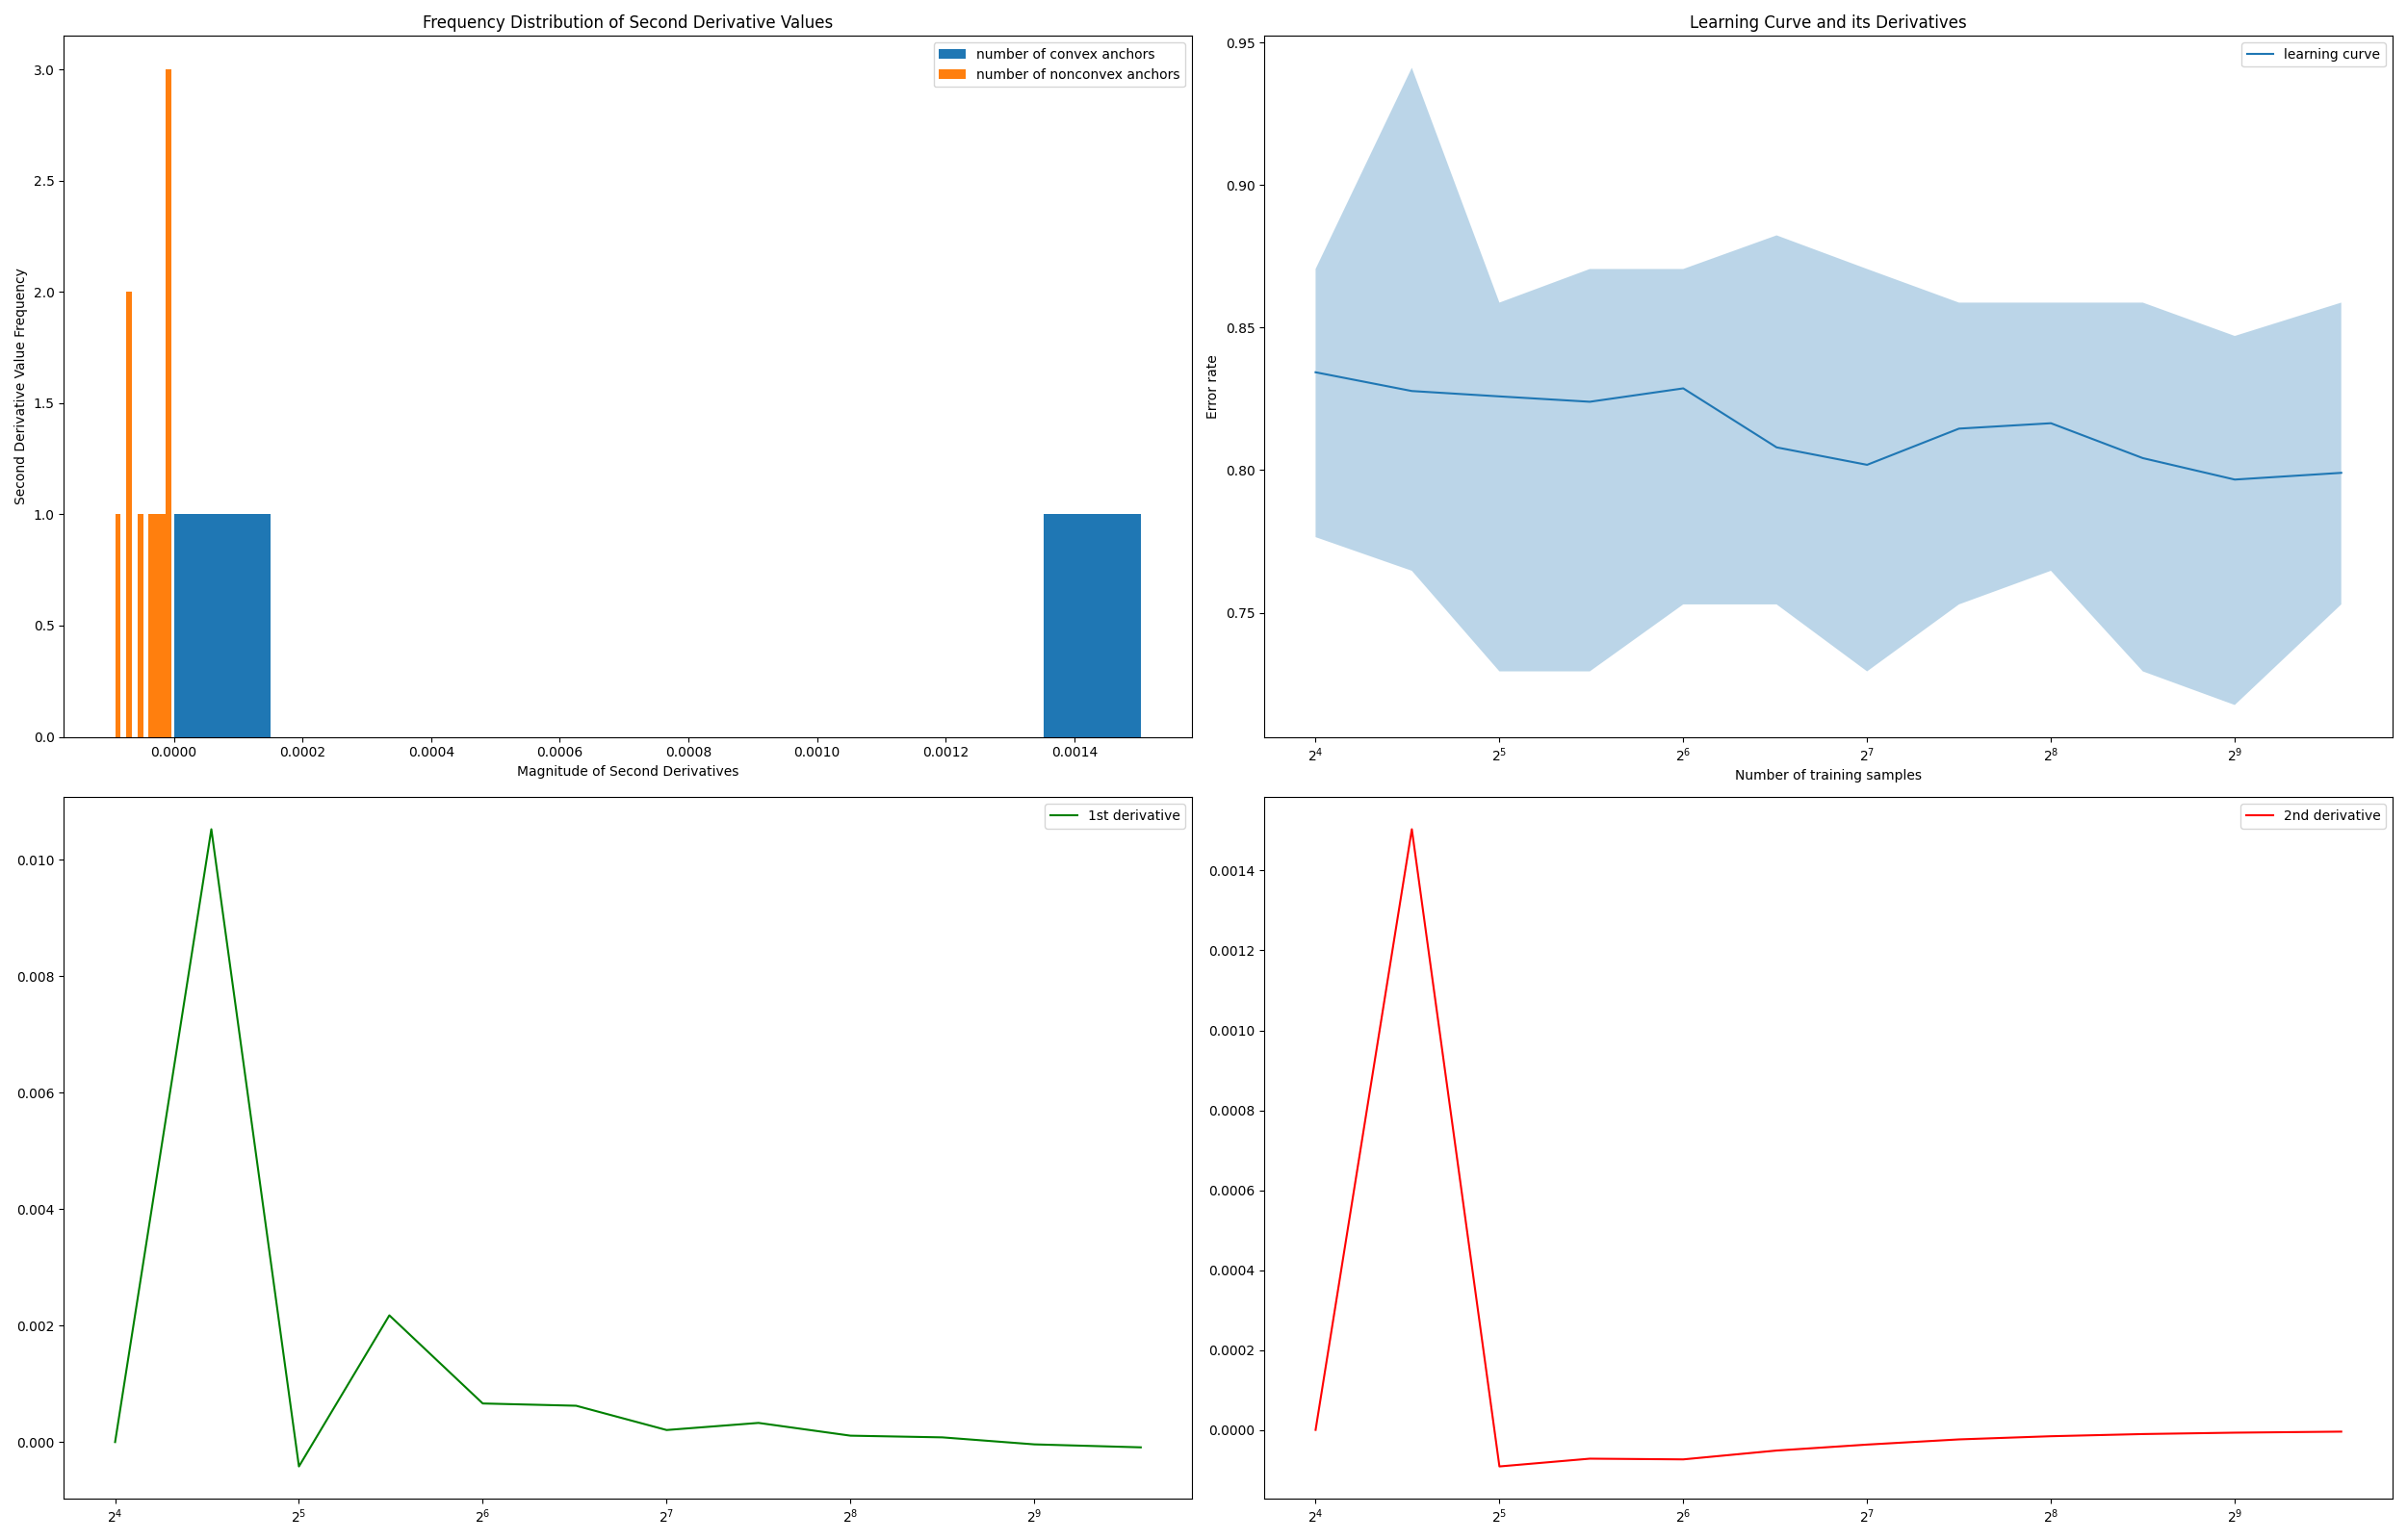 Frequency Distribution of Second Derivative Values
number of convex anchors
number of nonconvex anchors
Second Derivative Value Frequency
3.0
2.5
2.0
1.5
1.0
0.5
0.0
0.0000 0.0002 0.0004 0.0006 0.0008 0.0010 0.0012 0.0014
Magnitude of Second Derivatives
Learning Curve and its Derivatives
learning curve
Error rate
0.95
0.90
0.85
0.80
0.75
2⁴ 2⁵ 2⁶ 2⁷ 2⁸ 2⁹
Number of training samples
1st derivative
0.010
0.008
0.006
0.004
0.002
0.000
2⁴ 2⁵ 2⁶ 2⁷ 2⁸ 2⁹
2nd derivative
0.0014
0.0012
0.0010
0.0008
0.0006
0.0004
0.0002
0.0000
2⁴ 2⁵ 2⁶ 2⁷ 2⁸ 2⁹